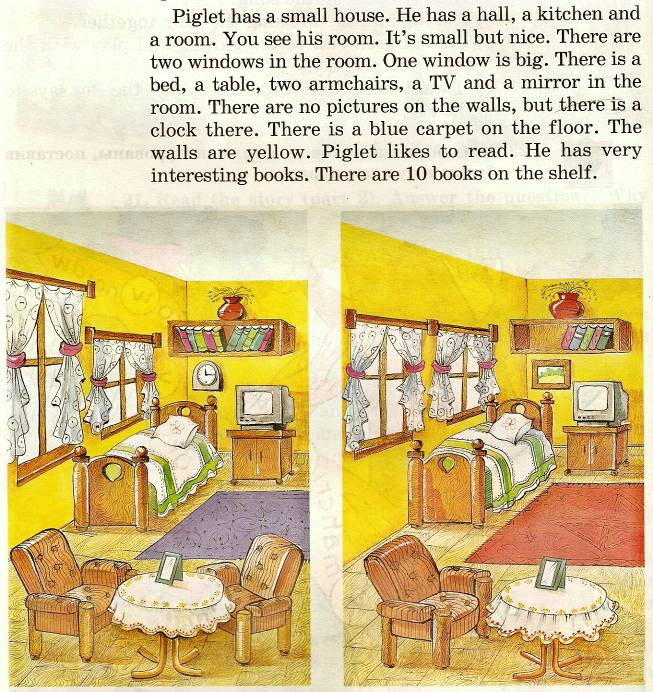 Piglet has a small house. He has a hall, a kitchen and
a room. You see his room. It's small but nice. There are
two windows in the room. One window is big. There is a
bed, a table, two armchairs, a TV and a mirror in the
room. There are no pictures on the walls, but there is a
clock there. There is a blue carpet on the floor. The
walls are yellow. Piglet likes to read. He has very
interesting books. There are 10 books on the shelf.